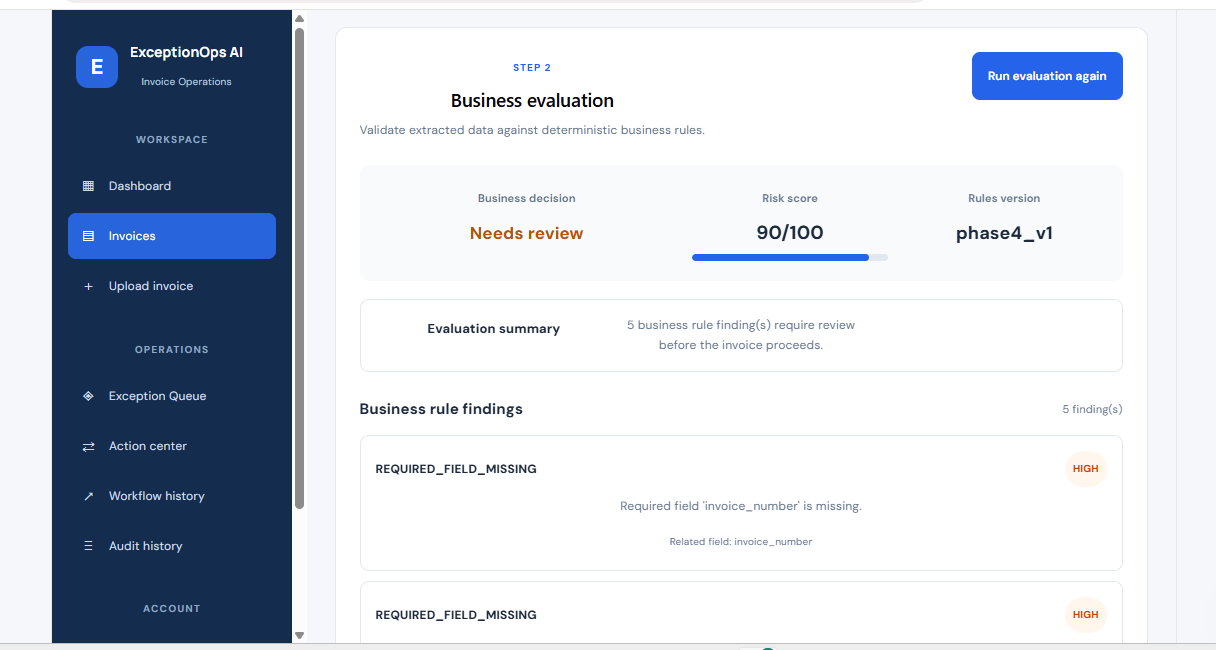 E
ExceptionOps AI
Invoice Operations
WORKSPACE
Dashboard
Invoices
+ Upload invoice
OPERATIONS
Exception Queue
Action center
Workflow history
Audit history
ACCOUNT
STEP 2
Business evaluation
Validate extracted data against deterministic business rules.
Run evaluation again
Business decision
Needs review
Risk score
90/100
Rules version
phase4_v1
Evaluation summary
5 business rule finding(s) require review
before the invoice proceeds.
Business rule findings
5 finding(s)
REQUIRED_FIELD_MISSING
HIGH
Required field 'invoice_number' is missing.
Related field: invoice_number
REQUIRED_FIELD_MISSING
HIGH